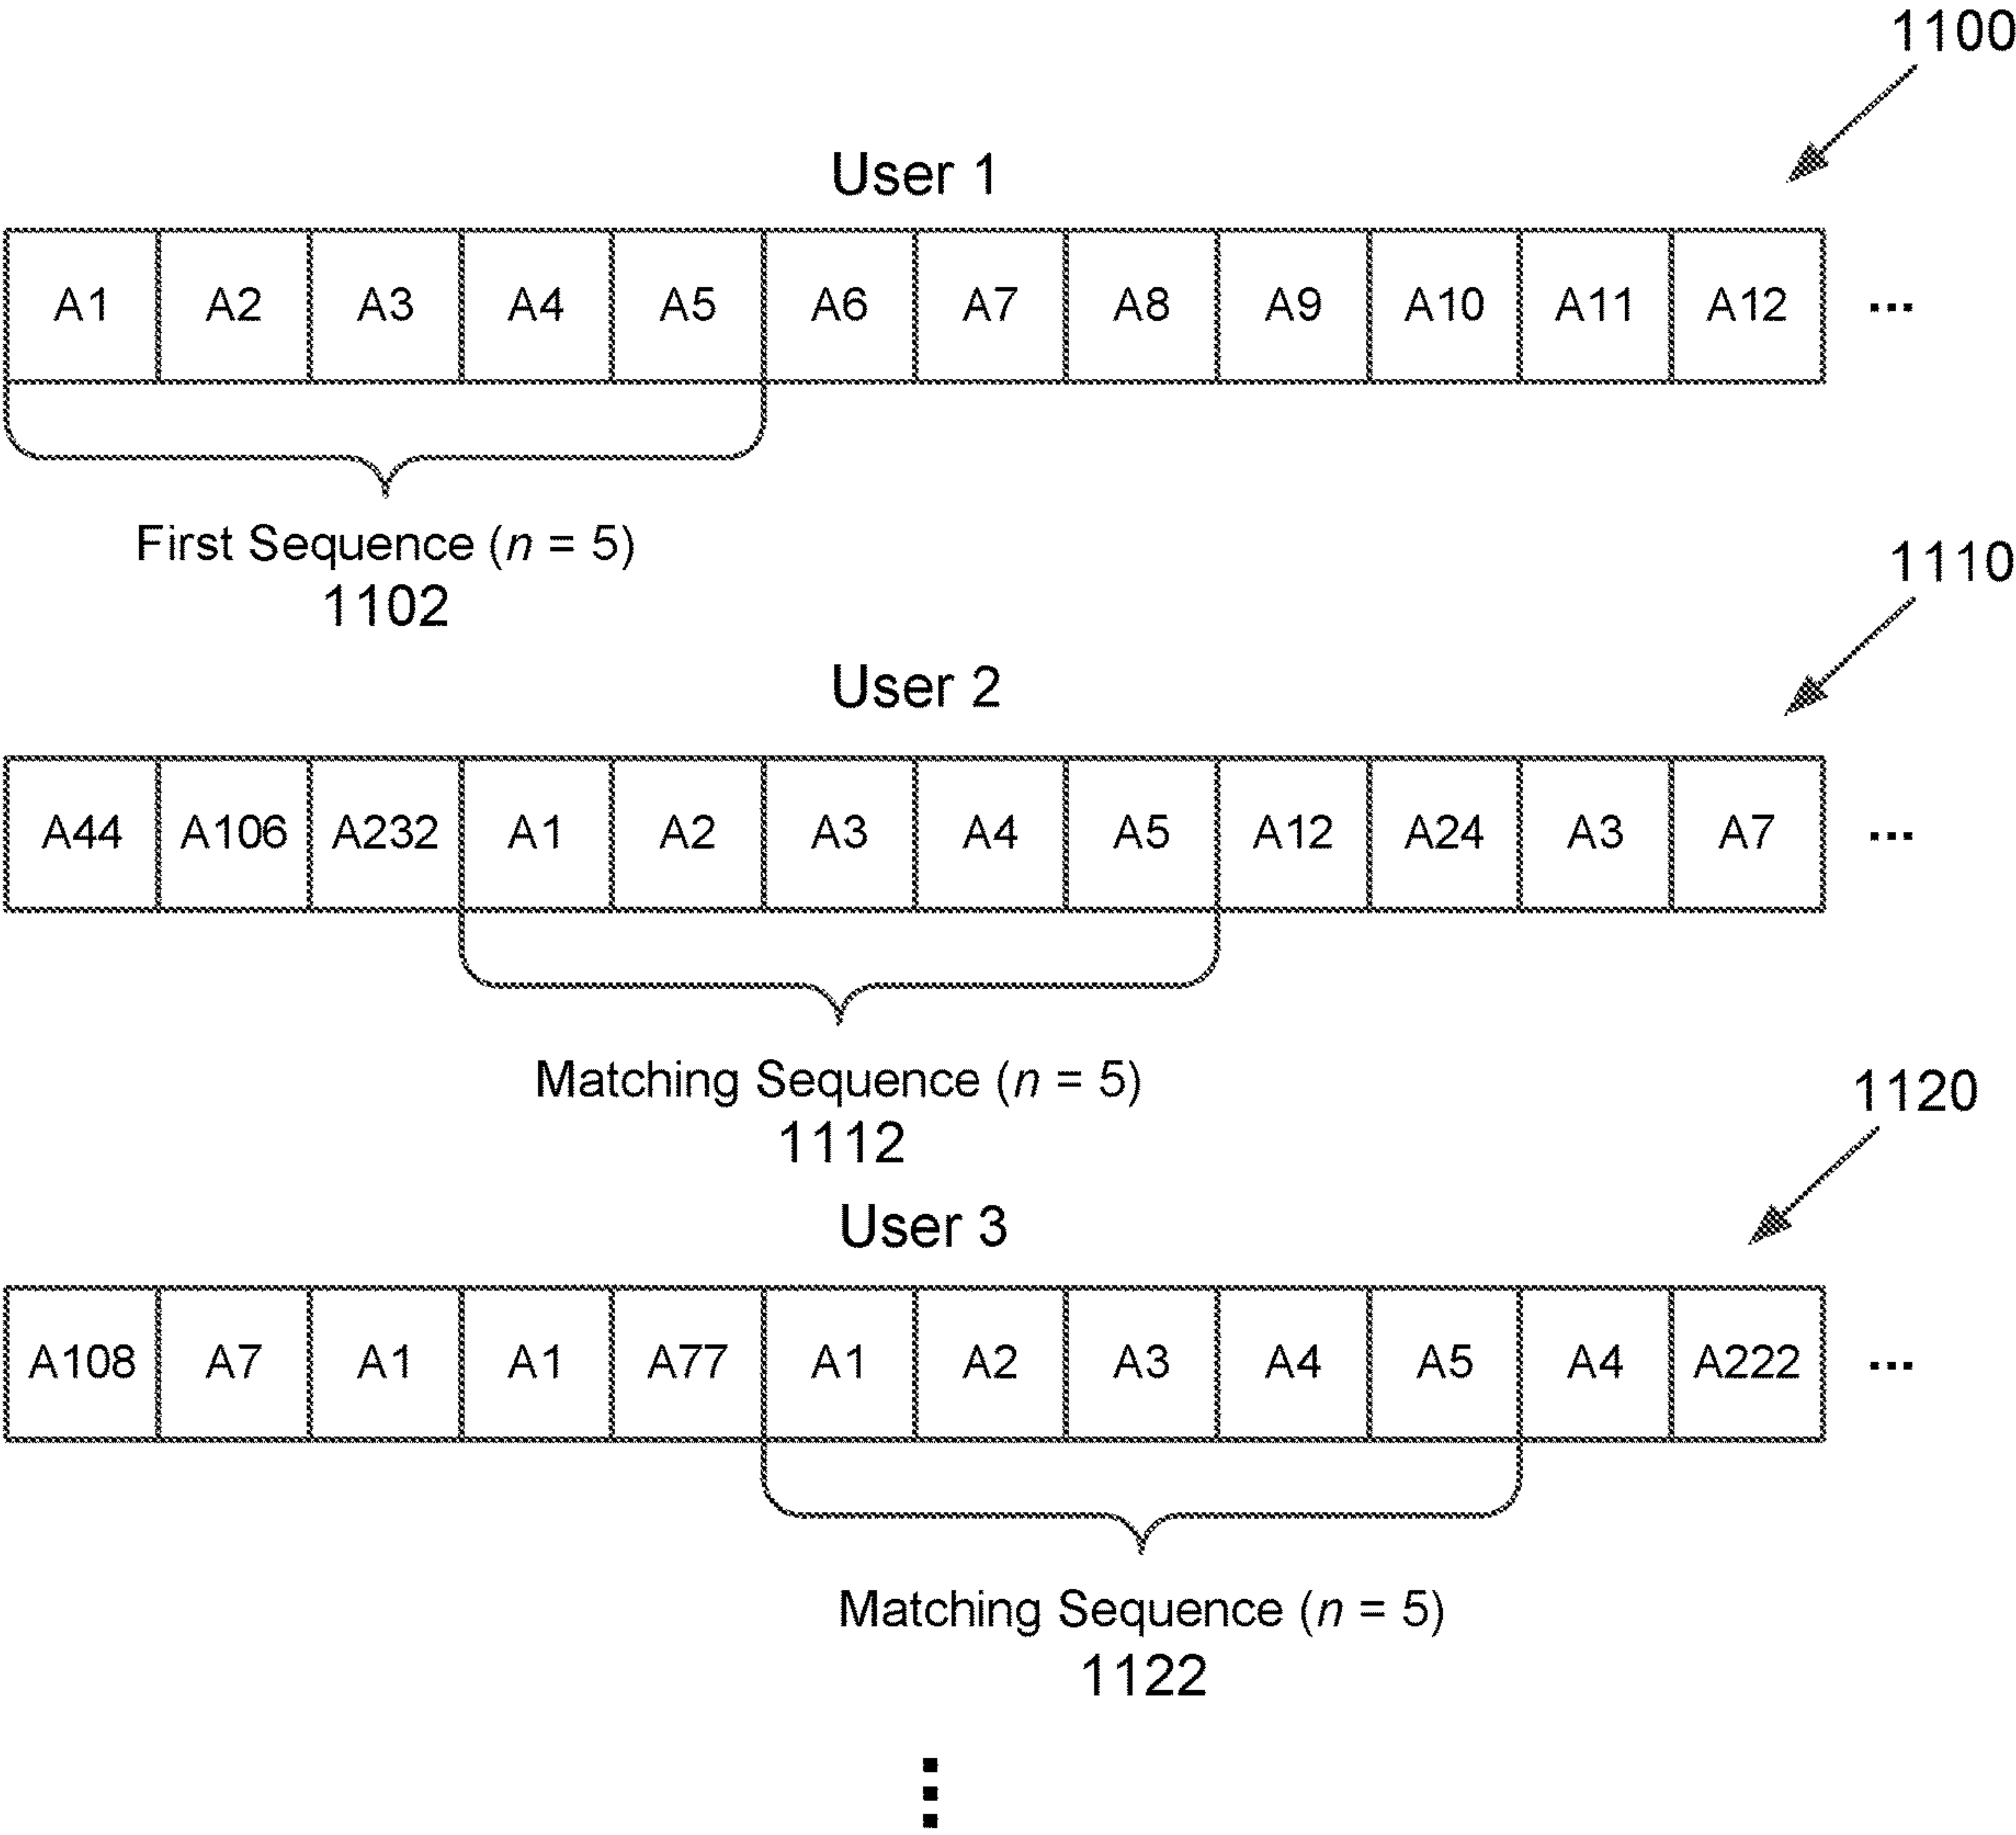 1100
User 1
A1 A2 A3 A4 A5 A6 A7 A8 A9 A10 A11 A12 ...
First Sequence (n = 5)
1102
1110
User 2
A44 A106 A232 A1 A2 A3 A4 A5 A12 A24 A3 A7 ...
Matching Sequence (n = 5)
1112
1120
User 3
A108 A7 A1 A1 A77 A1 A2 A3 A4 A5 A4 A222 ...
Matching Sequence (n = 5)
1122